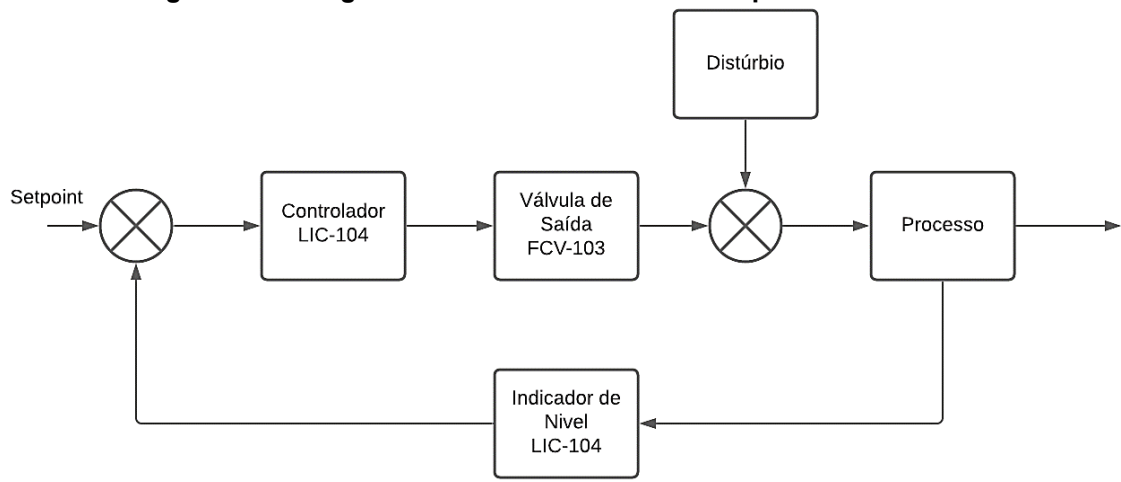 Distúrbio
Setpoint
Controlador
LIC-104
Válvula de
Saída
FCV-103
Processo
Indicador de
Nivel
LIC-104